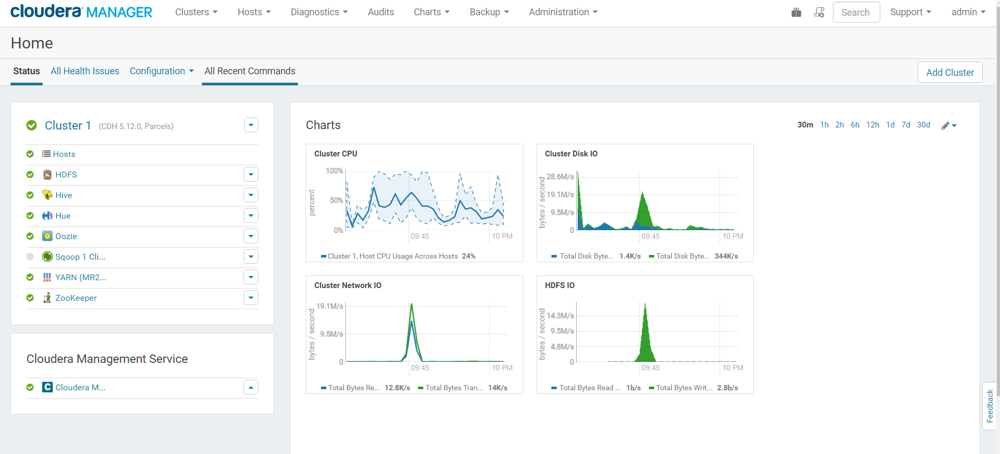 cloudera MANAGER Clusters Hosts Diagnostics Audits Charts Backup Administration Search Support admin
Home
Status All Health Issues Configuration All Recent Commands Add Cluster
Cluster 1 (CDH 5.12.0, Parcels)
Hosts
HDFS
Hive
Hue
Oozie
Sqoop 1 Cli...
YARN (MR2...
ZooKeeper
Cloudera Management Service
C Cloudera M...
Charts 30m 1h 2h 6h 12h 1d 7d 30d
Cluster CPU
percent
100%
50%
0%
09:45 10 PM
Cluster 1, Host CPU Usage Across Hosts 24%
Cluster Disk IO
bytes / second
28.6M/s
19.1M/s
9.5M/s
0
09:45 10 PM
Total Disk Byte... 1.4K/s Total Disk Byte... 344K/s
Cluster Network IO
bytes / second
19.1M/s
9.5M/s
0
09:45 10 PM
Total Bytes Re... 12.8K/s Total Bytes Tran... 14K/s
HDFS IO
bytes / second
14.3M/s
9.5M/s
4.8M/s
0
09:45 10 PM
Total Bytes Read ... 1b/s Total Bytes Writ... 2.8b/s
Feedback